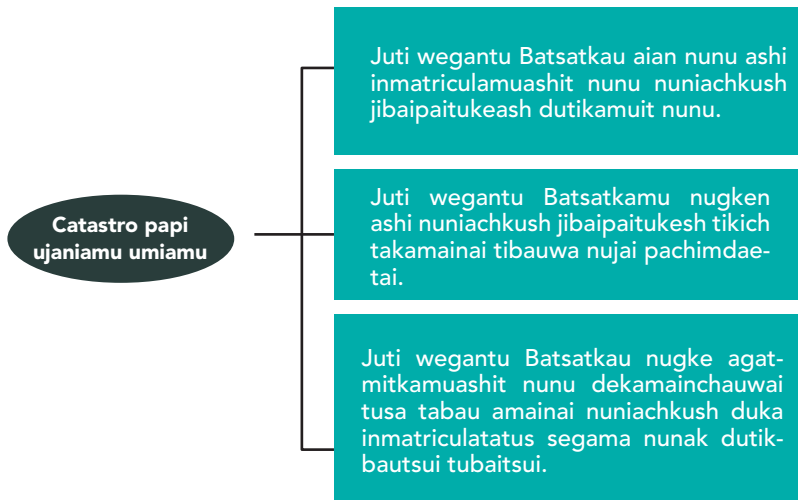 Juti wegantu Batsatkau aian nunu ashi
inmatriculamuashit nunu nuniachkush
jibaipaitukeash dutikamuit nunu.
Catastro papi
ujaniamu umiamu
Juti wegantu Batsatkamu nugken
ashi nuniachkush jibaipaitukesh tikich
takamainai tibauwa nujai pachimdae-
tai.
Juti wegantu Batsatkau nugke agat-
mitkamuashit nunu dekamainchauwai
tusa tabau amainai nuniachkush duka
inmatriculatatus segama nunak dutik-
bautsui tubaitsui.